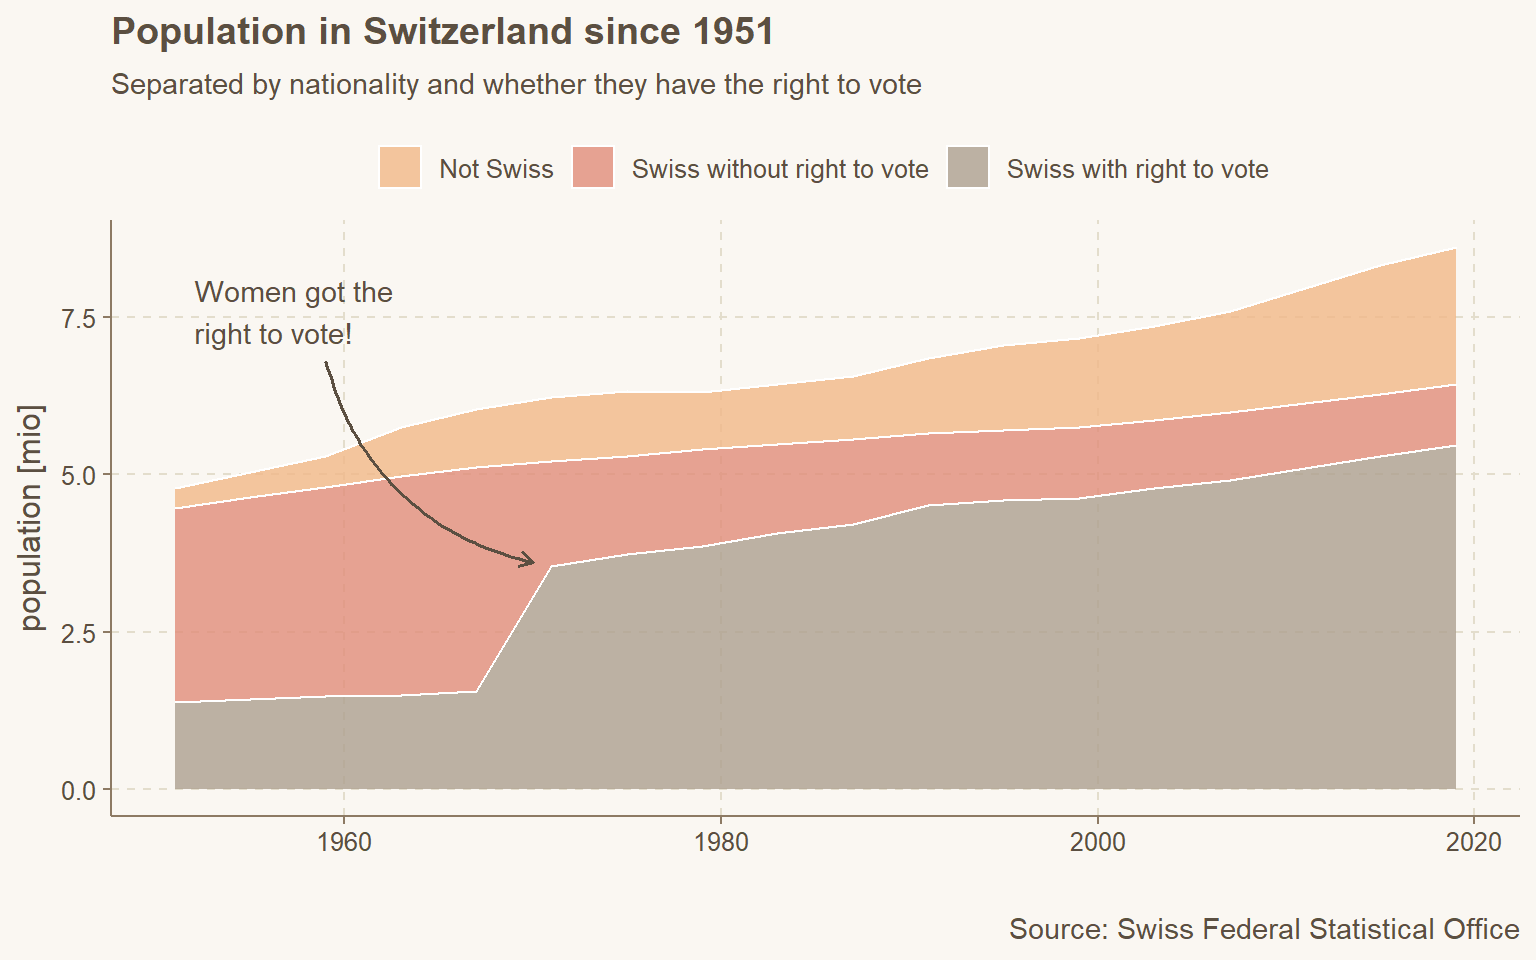 Population in Switzerland since 1951
Separated by nationality and whether they have the right to vote
Not Swiss
Swiss without right to vote
Swiss with right to vote
Women got the
right to vote!
population [mio]
7.5
5.0
2.5
0.0
1960
1980
2000
2020
Source: Swiss Federal Statistical Office